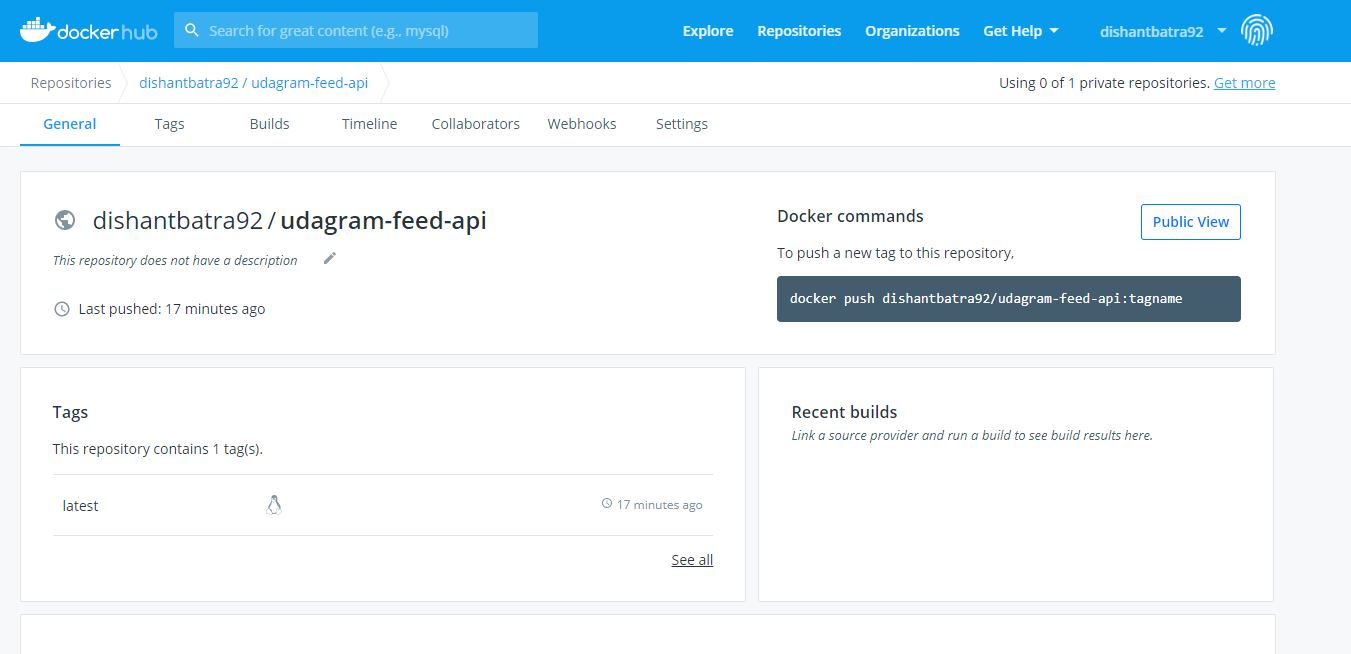 docker hub
Search for great content (e.g., mysql)
Explore
Repositories
Organizations
Get Help
dishantbatra92
Repositories
dishantbatra92 / udagram-feed-api
Using 0 of 1 private repositories. Get more
General
Tags
Builds
Timeline
Collaborators
Webhooks
Settings
dishantbatra92 / udagram-feed-api
This repository does not have a description
Last pushed: 17 minutes ago
Docker commands
Public View
To push a new tag to this repository,
docker push dishantbatra92/udagram-feed-api:tagname
Tags
This repository contains 1 tag(s).
latest
17 minutes ago
See all
Recent builds
Link a source provider and run a build to see build results here.